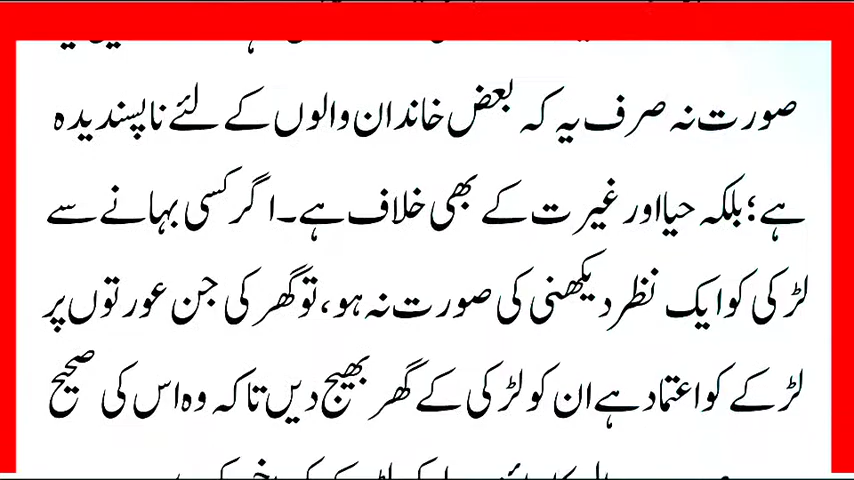 صورت نہ صرف یہ کہ بعض خاندان والوں کے لئے ناپسندیدہ
ہے؛ بلکہ حیا اور غیرت کے بھی خلاف ہے۔ اگر کسی بہانے سے
لڑکی کو ایک نظر دیکھنی کی صورت نہ ہو، تو گھر کی جن عورتوں پر
لڑکے کو اعتماد ہے ان کو لڑکی کے گھر بھیج دیں تاکہ وہ اس کی صحیح